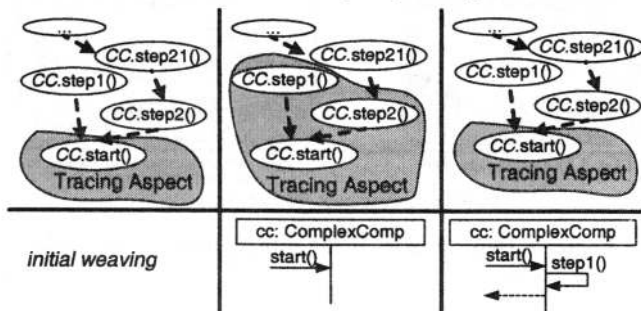 ...
CC.step21()
CC.step1()
CC.step2()
CC.start()
Tracing Aspect
...
CC.step21()
CC.step1()
CC.step2()
CC.start()
Tracing Aspect
...
CC.step21()
CC.step1()
CC.step2()
CC.start()
Tracing Aspect
initial weaving
cc: ComplexComp
start()
cc: ComplexComp
start()
step1()